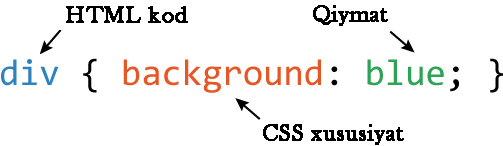 HTML kod
Qiymat
div { background: blue; }
CSS xususiyat